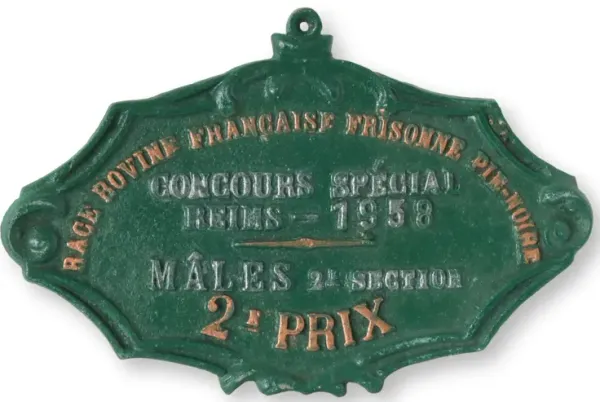 RACE BOVINE FRANÇAISE FRISONNE PIE-NOIRE
CONCOURS SPÉCIAL
REIMS - 1958
MÂLES 2E SECTION
2E PRIX